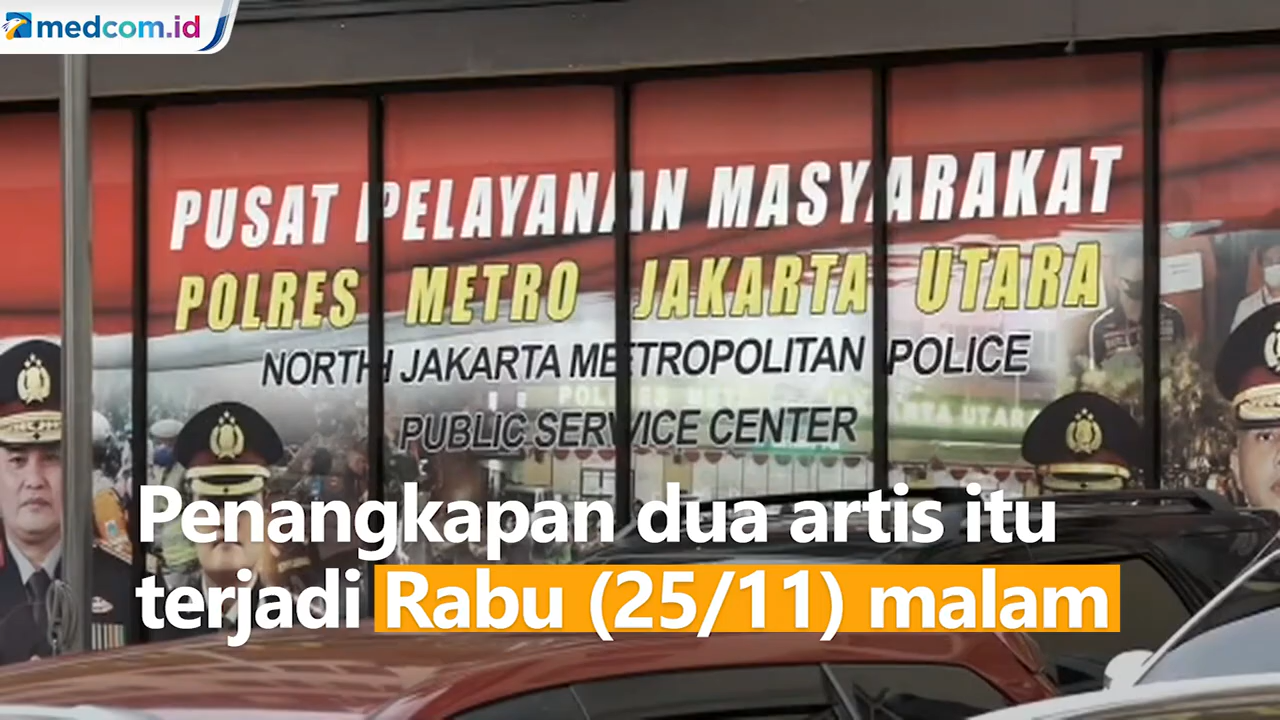 medcom.id
PUSAT PELAYANAN MASYARAKAT
POLRES METRO JAKARTA UTARA
NORTH JAKARTA METROPOLITAN POLICE
PUBLIC SERVICE CENTER
Penangkapan dua artis itu
terjadi Rabu (25/11) malam